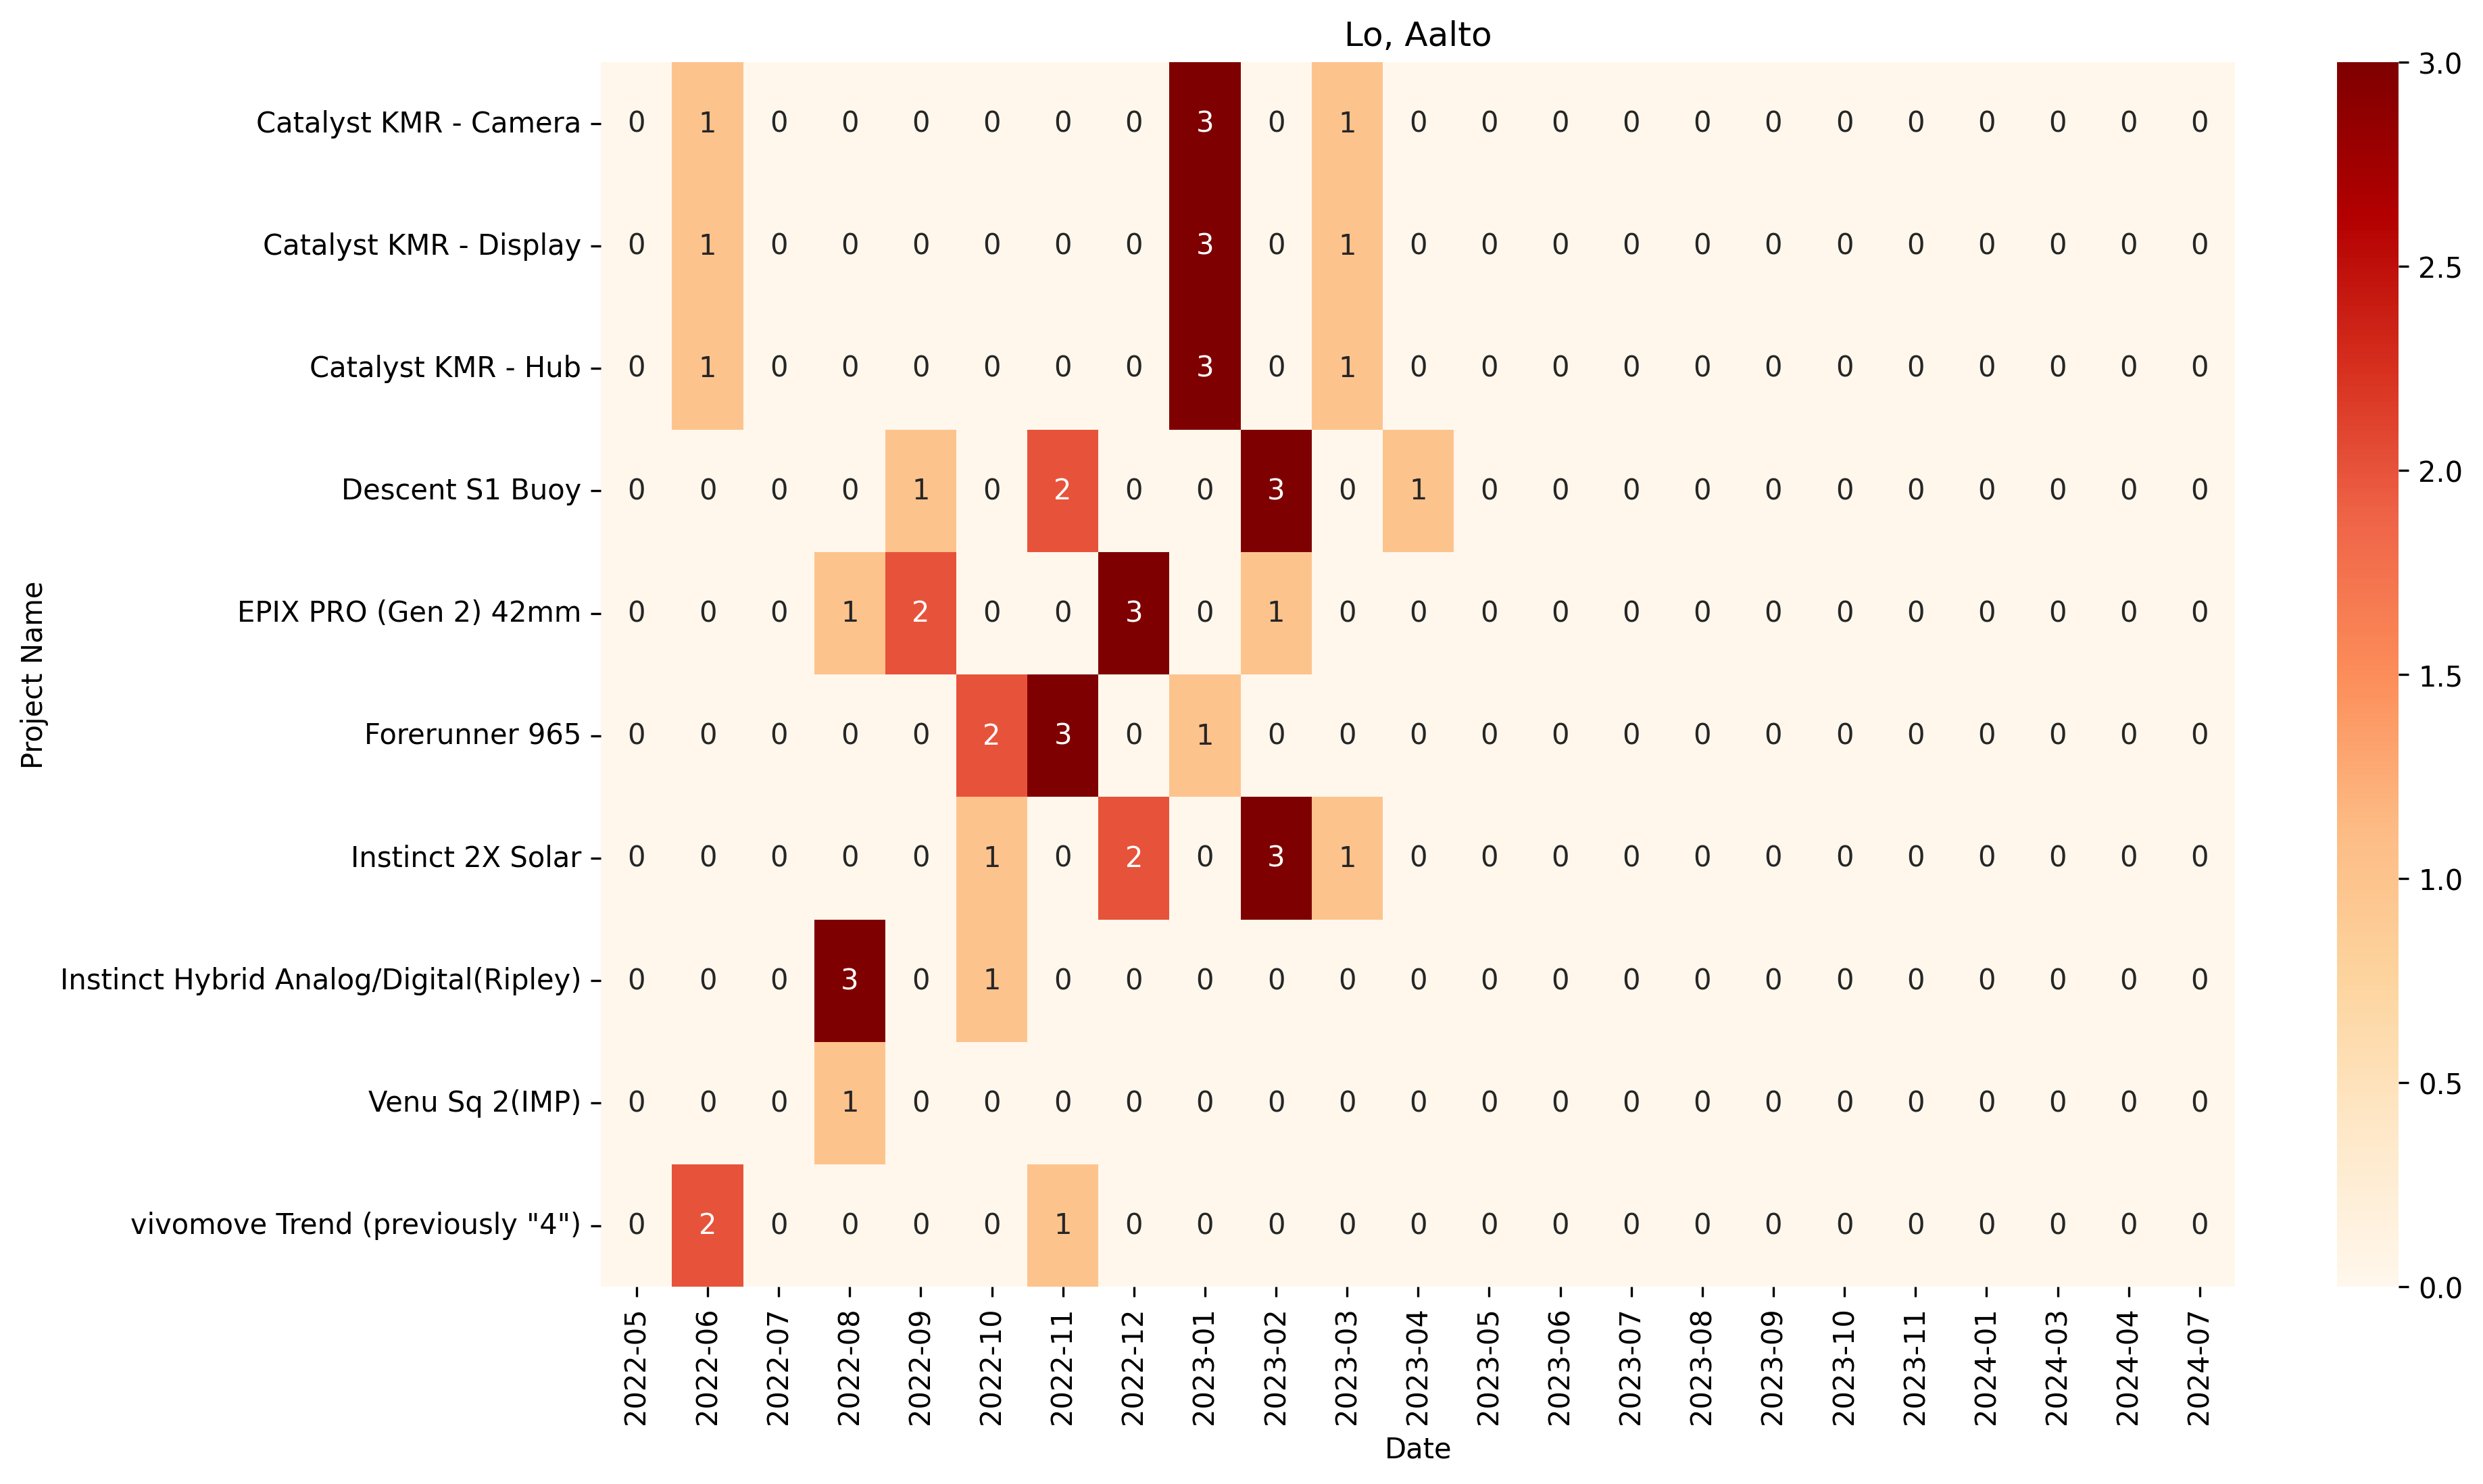 Lo, Aalto
Project Name
Catalyst KMR - Camera 0 1 0 0 0 0 0 0 3 0 1 0 0 0 0 0 0 0 0 0 0 0 0
Catalyst KMR - Display 0 1 0 0 0 0 0 0 3 0 1 0 0 0 0 0 0 0 0 0 0 0 0
Catalyst KMR - Hub 0 1 0 0 0 0 0 0 3 0 1 0 0 0 0 0 0 0 0 0 0 0 0
Descent S1 Buoy 0 0 0 0 1 0 2 0 0 3 0 1 0 0 0 0 0 0 0 0 0 0 0
EPIX PRO (Gen 2) 42mm 0 0 0 1 2 0 0 3 0 1 0 0 0 0 0 0 0 0 0 0 0 0 0
Forerunner 965 0 0 0 0 0 2 3 0 1 0 0 0 0 0 0 0 0 0 0 0 0 0 0
Instinct 2X Solar 0 0 0 0 0 1 0 2 0 3 1 0 0 0 0 0 0 0 0 0 0 0 0
Instinct Hybrid Analog/Digital(Ripley) 0 0 0 3 0 1 0 0 0 0 0 0 0 0 0 0 0 0 0 0 0 0 0
Venu Sq 2(IMP) 0 0 0 1 0 0 0 0 0 0 0 0 0 0 0 0 0 0 0 0 0 0 0
vivomove Trend (previously "4") 0 2 0 0 0 0 1 0 0 0 0 0 0 0 0 0 0 0 0 0 0 0 0
2022-05 2022-06 2022-07 2022-08 2022-09 2022-10 2022-11 2022-12 2023-01 2023-02 2023-03 2023-04 2023-05 2023-06 2023-07 2023-08 2023-09 2023-10 2023-11 2024-01 2024-03 2024-04 2024-07
Date
3.0
2.5
2.0
1.5
1.0
0.5
0.0